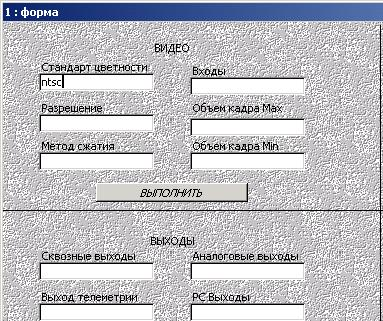 1 : форма
ВИДЕО
Стандарт цветности
Входы
ntsc
Разрешение
Объем кадра Max
Метод сжатия
Объем кадра Min
ВЫПОЛНИТЬ
ВЫХОДЫ
Сквозные выходы
Аналоговые выходы
Выход телеметрии
PC Выходы